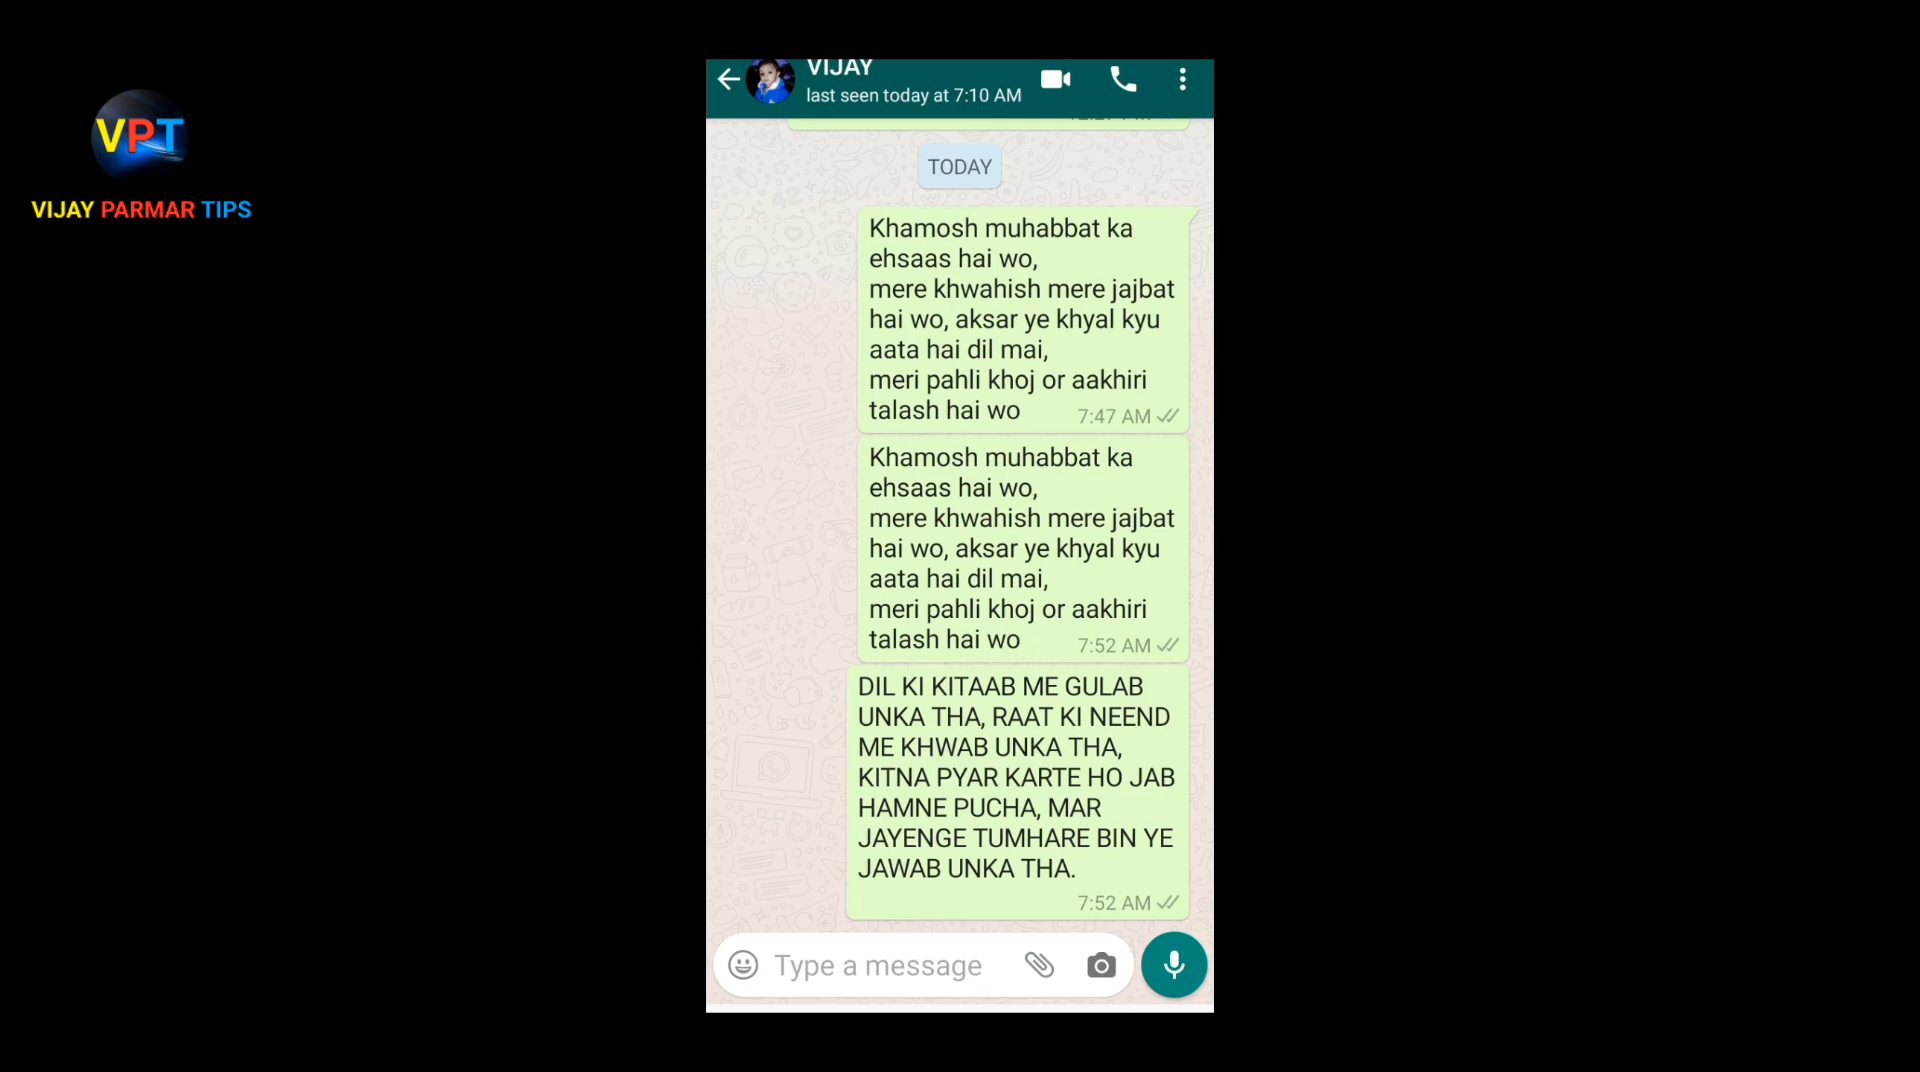 VPT
VIJAY PARMAR TIPS
VIJAY
last seen today at 7:10 AM
TODAY
Khamosh muhabbat ka
ehsaas hai wo,
mere khwahish mere jajbat
hai wo, aksar ye khyal kyu
aata hai dil mai,
meri pahli khoj or aakhiri
talash hai wo 7:47 AM
Khamosh muhabbat ka
ehsaas hai wo,
mere khwahish mere jajbat
hai wo, aksar ye khyal kyu
aata hai dil mai,
meri pahli khoj or aakhiri
talash hai wo 7:52 AM
DIL KI KITAAB ME GULAB
UNKA THA, RAAT KI NEEND
ME KHWAB UNKA THA,
KITNA PYAR KARTE HO JAB
HAMNE PUCHA, MAR
JAYENGE TUMHARE BIN YE
JAWAB UNKA THA.
7:52 AM
Type a message